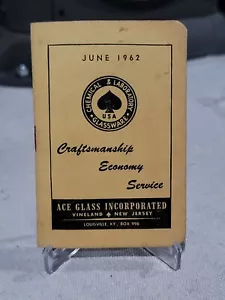 JUNE 1962
CHEMICAL & LABORATORY
USA
GLASSWARE
Craftsmanship
Economy
Service
ACE GLASS INCORPORATED
VINELAND ♠ NEW JERSEY
LOUISVILLE, KY., BOX 996